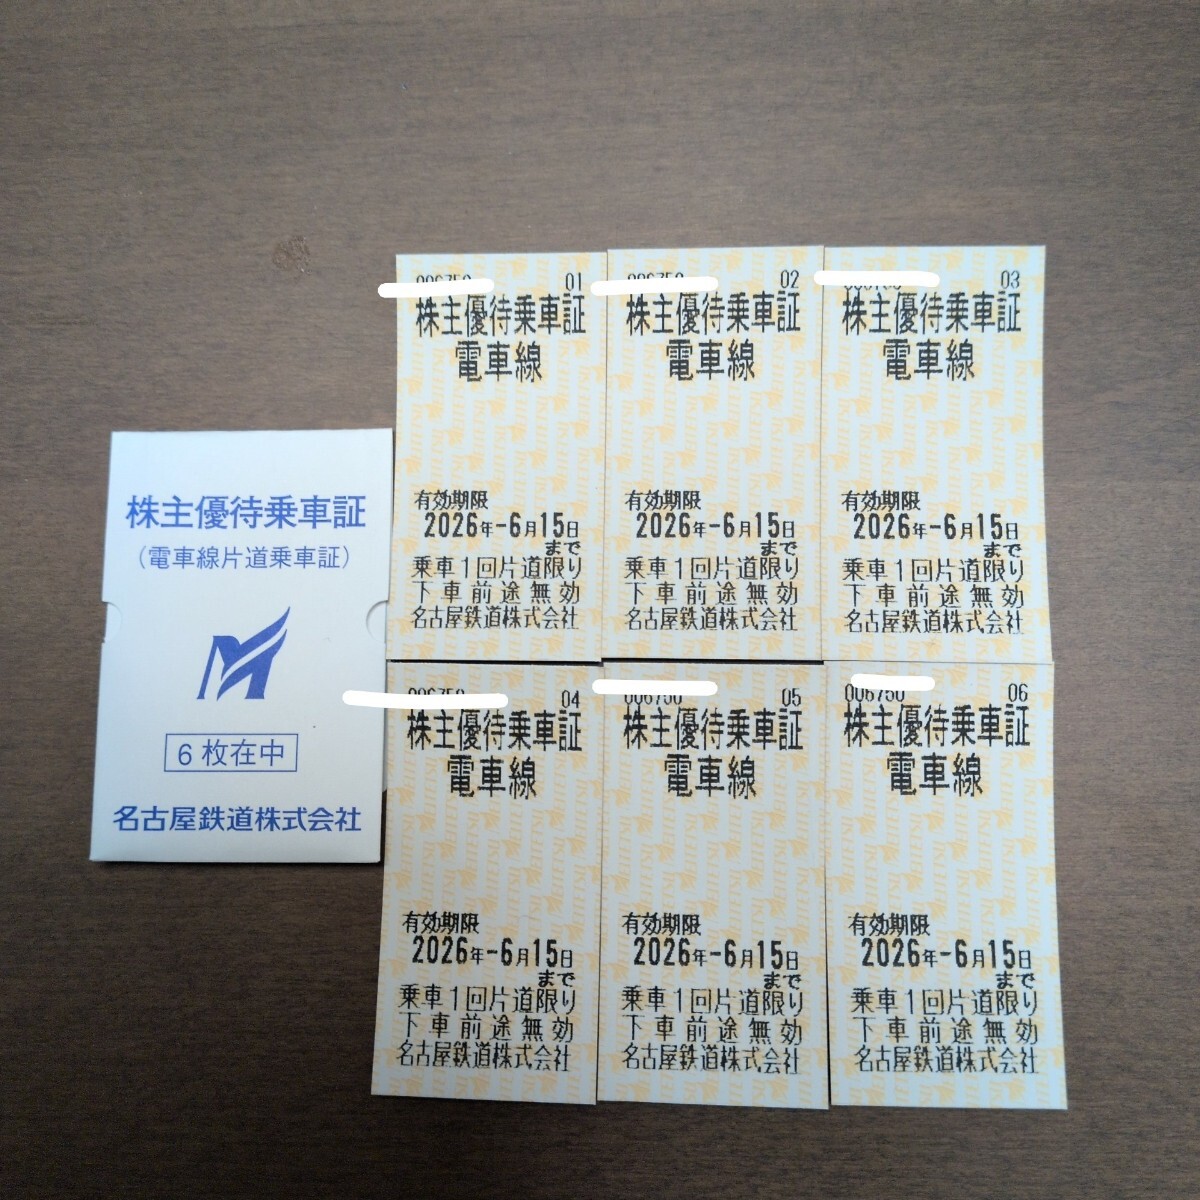 株主優待乗車証
(電車線片道乗車証)
6枚在中
名古屋鉄道株式会社
01
株主優待乗車証
電車線
有効期限
2026年-6月15日
まで
乗車1回片道限り
下車前途無効
名古屋鉄道株式会社
02
株主優待乗車証
電車線
有効期限
2026年-6月15日
まで
乗車1回片道限り
下車前途無効
名古屋鉄道株式会社
03
株主優待乗車証
電車線
有効期限
2026年-6月15日
まで
乗車1回片道限り
下車前途無効
名古屋鉄道株式会社
04
株主優待乗車証
電車線
有効期限
2026年-6月15日
まで
乗車1回片道限り
下車前途無効
名古屋鉄道株式会社
05
株主優待乗車証
電車線
有効期限
2026年-6月15日
まで
乗車1回片道限り
下車前途無効
名古屋鉄道株式会社
006750 06
株主優待乗車証
電車線
有効期限
2026年-6月15日
まで
乗車1回片道限り
下車前途無効
名古屋鉄道株式会社